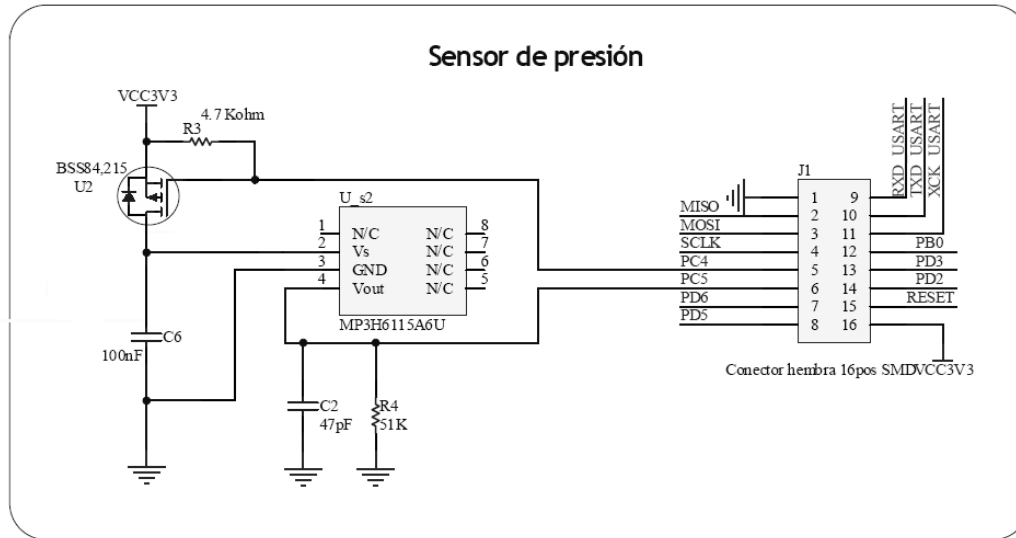 Sensor de presión
VCC3V3
4.7 Kohm
R3
BSS84,215
U2
U_s2
1 N/C N/C 8
2 Vs N/C 7
3 GND N/C 6
4 Vout N/C 5
MP3H6115A6U
C6
100nF
C2
47pF
R4
51K
RXD_USART
TXD_USART
XCK_USART
J1
1 9
MISO 2 10
MOSI 3 11
SCLK 4 12 PB0
PC4 5 13 PD3
PC5 6 14 PD2
PD6 7 15 RESET
PD5 8 16
Conector hembra 16pos SMD
VCC3V3